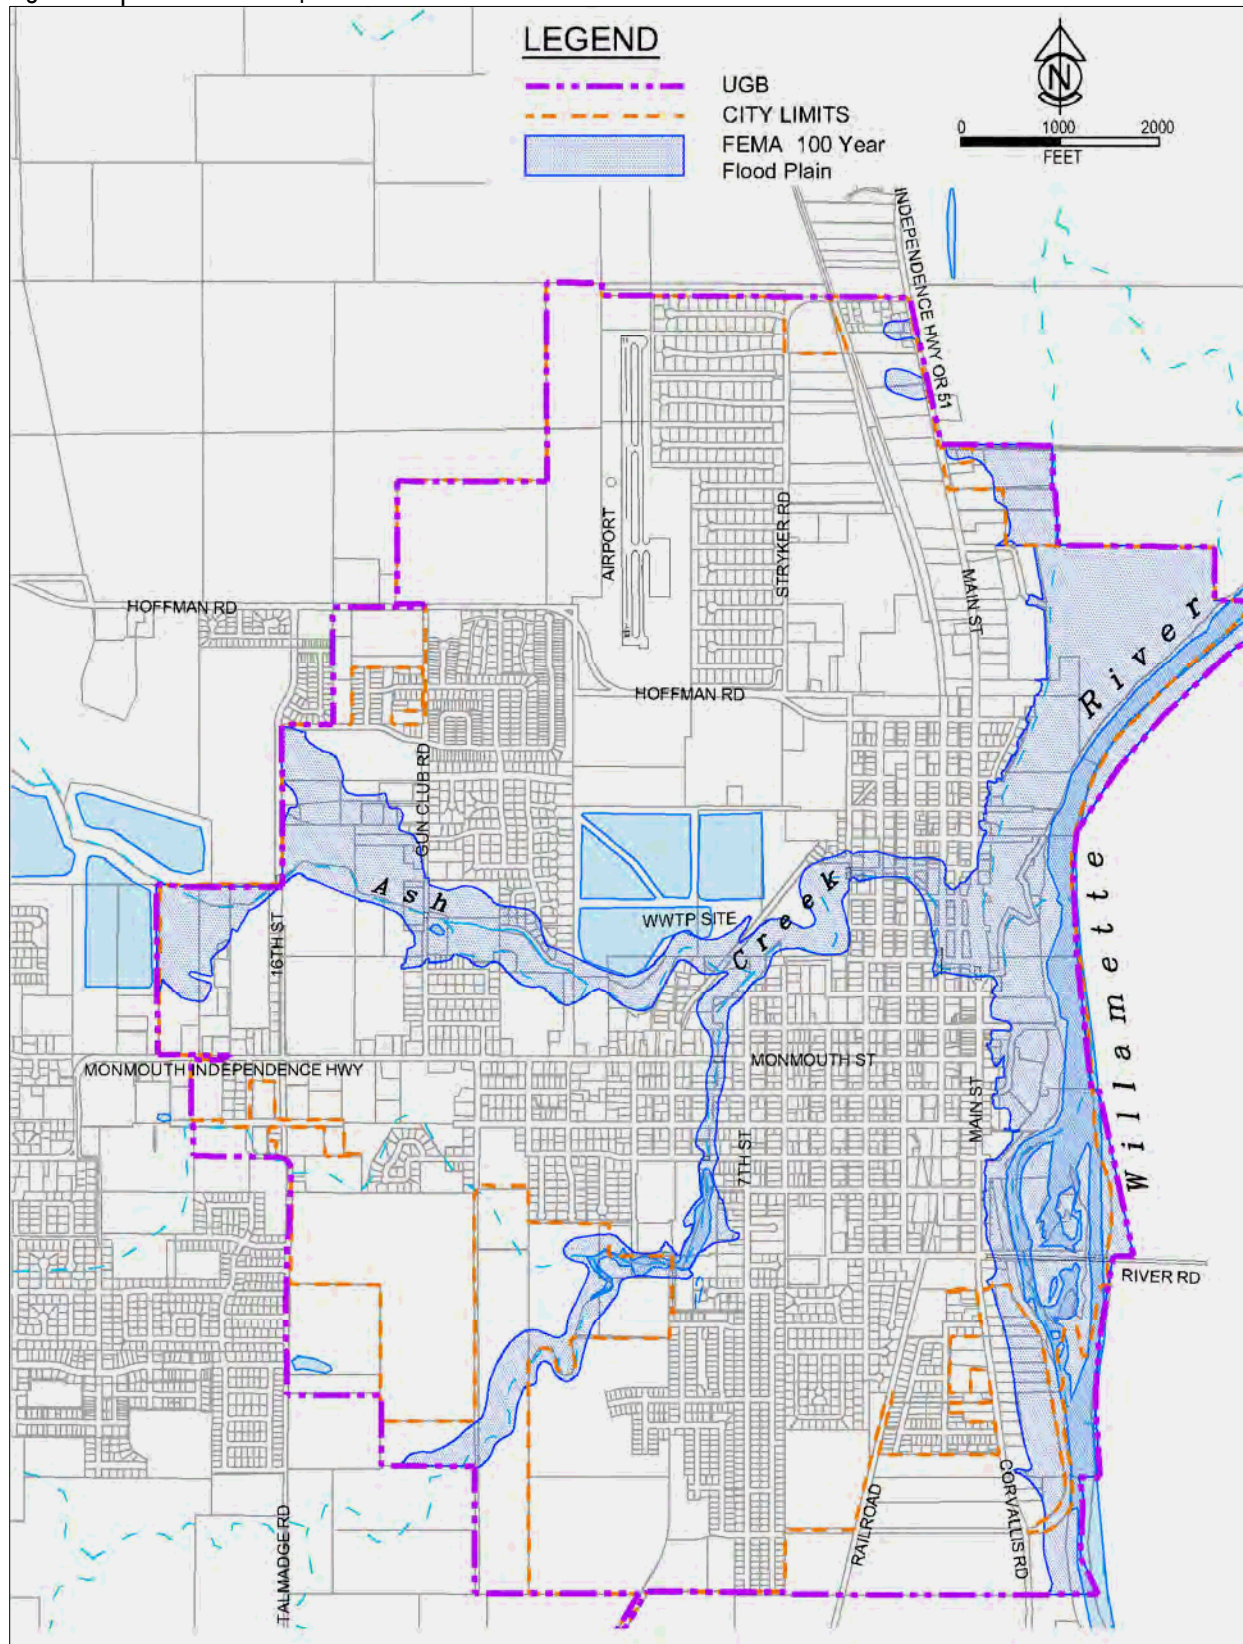 LEGEND
UGB
CITY LIMITS
FEMA 100 Year
Flood Plain
N
0 1000 2000
FEET
INDEPENDENCE HWY OR 51
AIRPORT
STRYKER RD
MAIN ST
HOFFMAN RD
HOFFMAN RD
River
GUN CLUB RD
Ash
WWTP SITE
Creek
16TH ST
Willamette
MONMOUTH INDEPENDENCE HWY
MONMOUTH ST
MAIN ST
7TH ST
RIVER RD
TALMADGE RD
RAILROAD
CORVALLIS RD